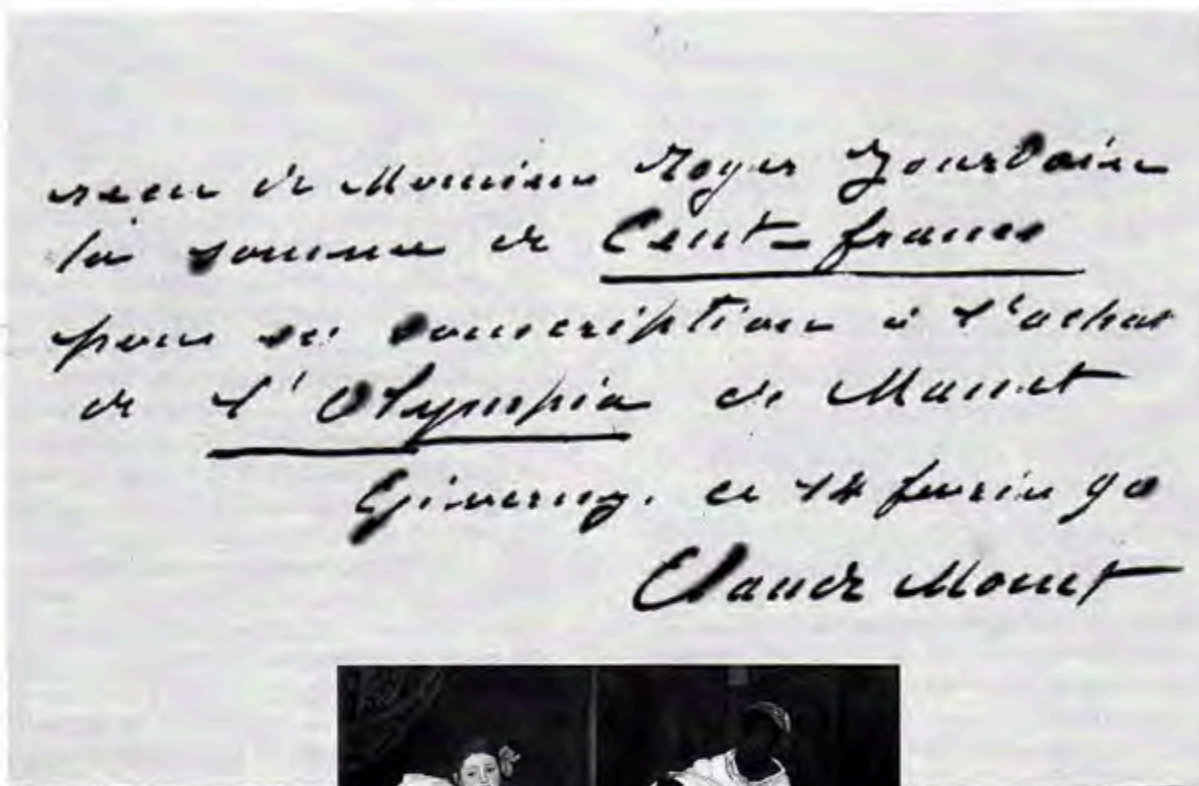 recu de Monsieur Roger Jourdain
la somme de Cent-francs
pour sa souscription à l'achat
de l'Olympia de Manet
Giverny. ce 14 fevrier 90
Claude Monet